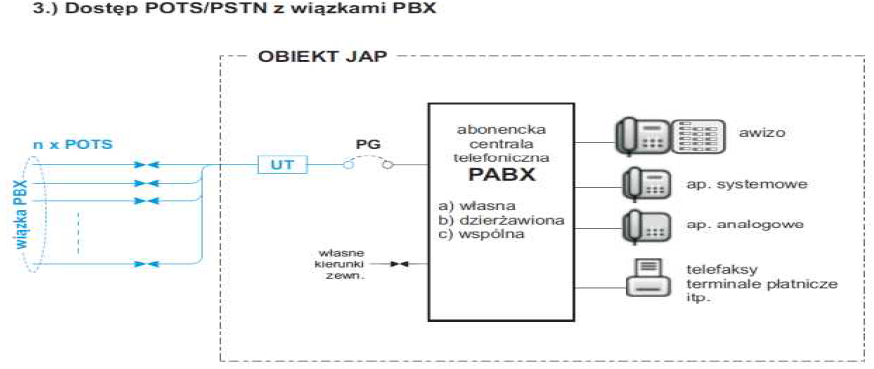 3.) Dostęp POTS/PSTN z wiązkami PBX
OBIEKT JAP
n x POTS
wiązka PBX
UT
PG
abonencka
centrala
telefoniczna
PABX
a) własna
b) dzierżawiona
c) wspólna
własne
kierunki
zewn.
awizo
ap. systemowe
ap. analogowe
telefaksy
terminale płatnicze
itp.